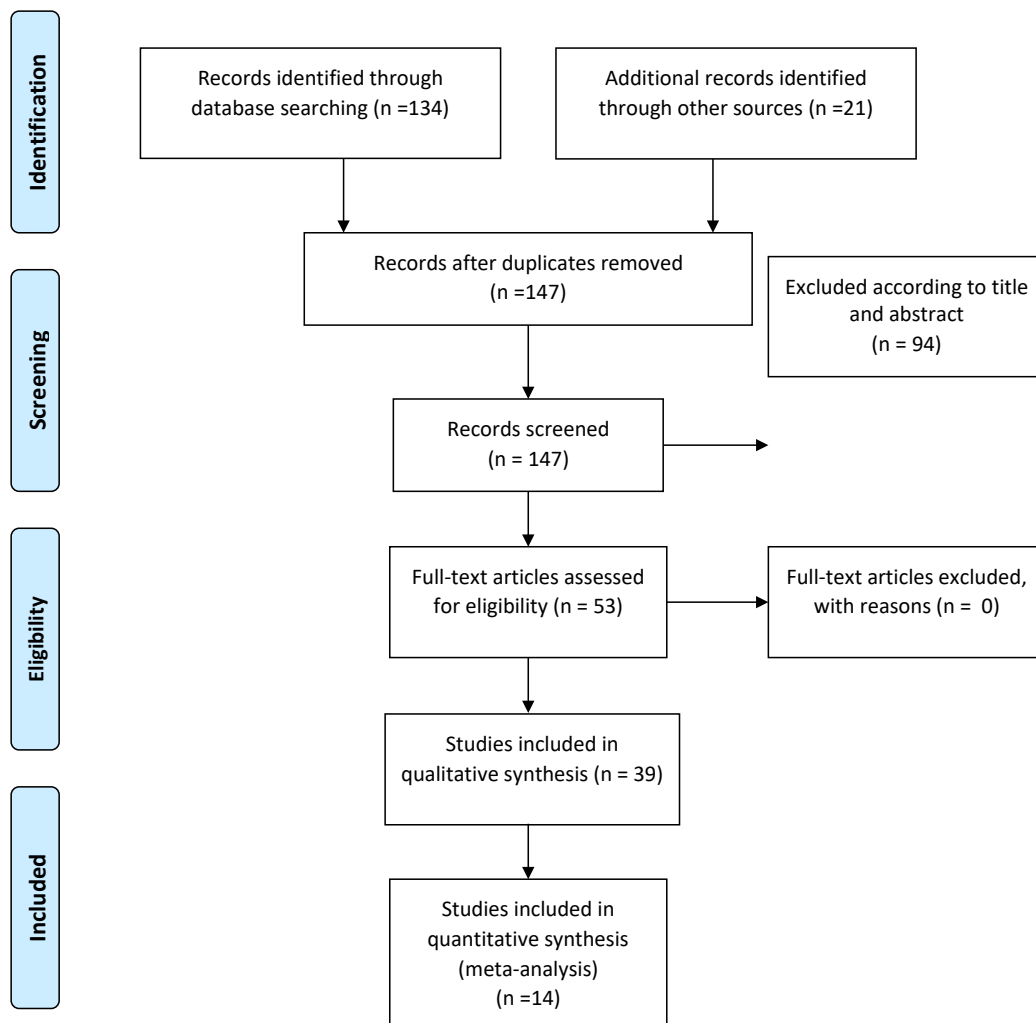 Identification
Records identified through
database searching (n =134)
Additional records identified
through other sources (n =21)
Records after duplicates removed
(n =147)
Screening
Excluded according to title
and abstract
(n = 94)
Records screened
(n = 147)
Eligibility
Full-text articles assessed
for eligibility (n = 53)
Full-text articles excluded,
with reasons (n =  0)
Studies included in
qualitative synthesis (n = 39)
Included
Studies included in
quantitative synthesis
(meta-analysis)
(n =14)